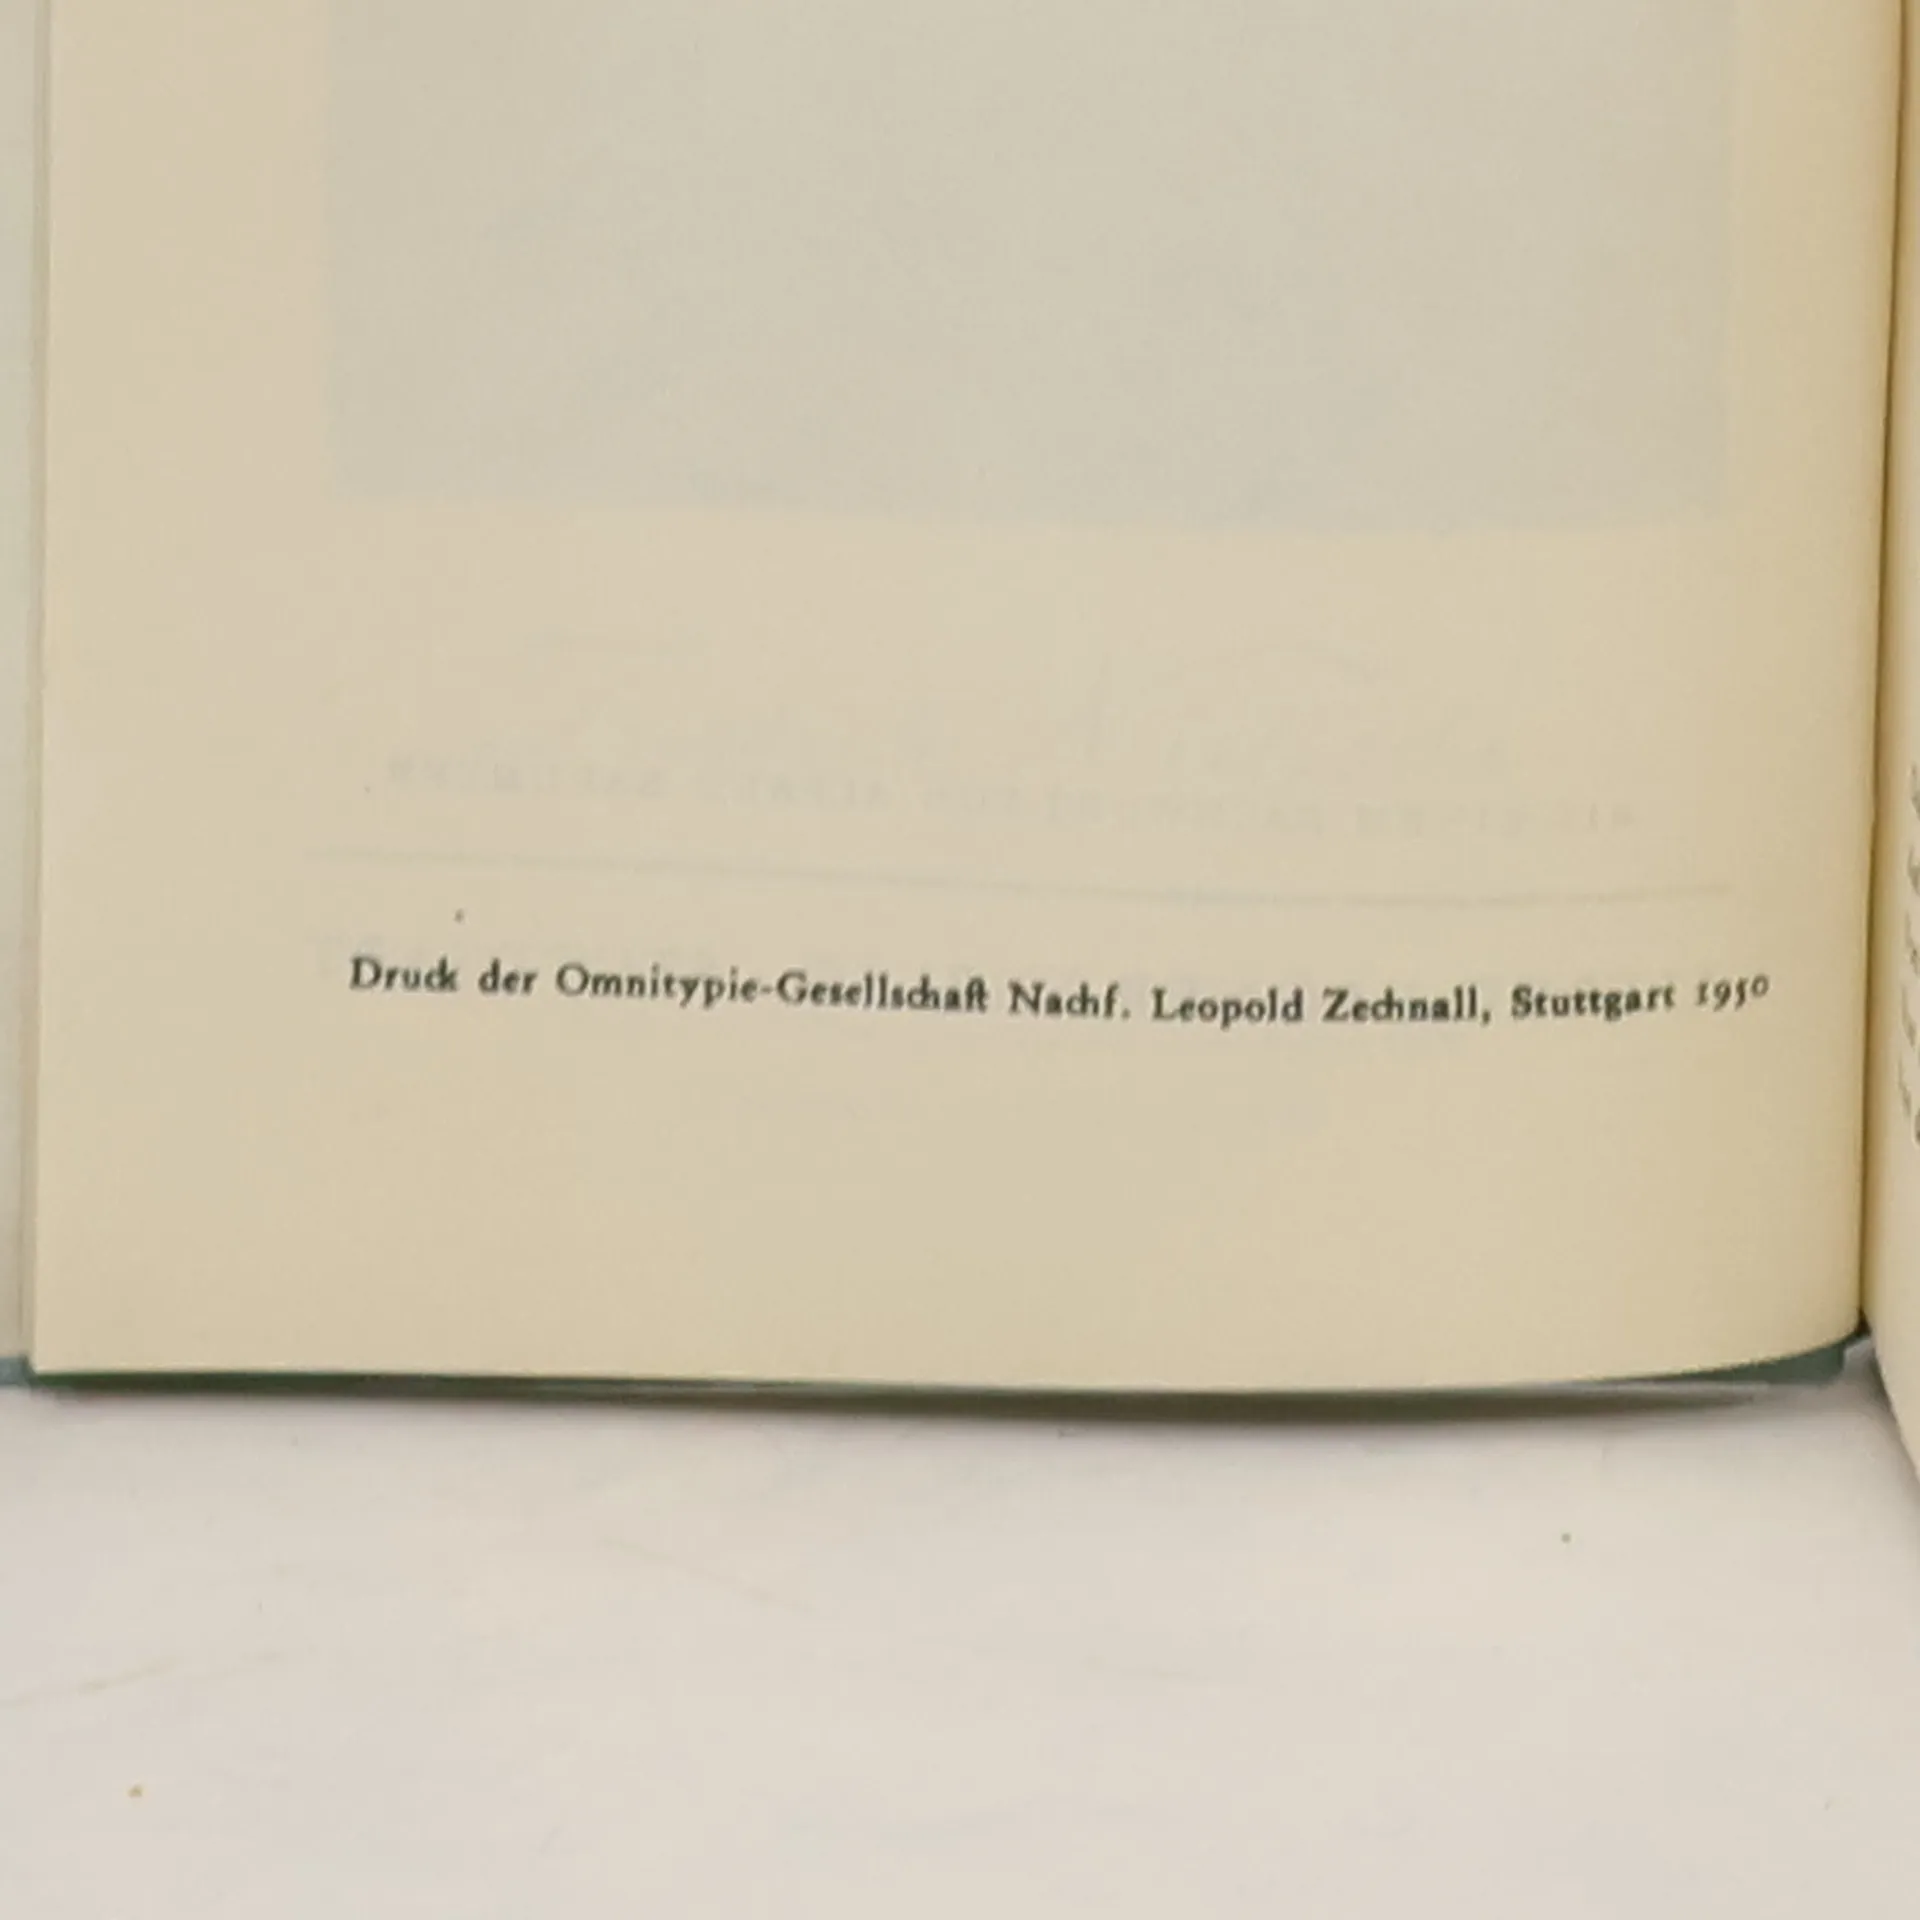 Druck der Omnitypie-Gesellschaft Nachf. Leopold Zechnall, Stuttgart 1950